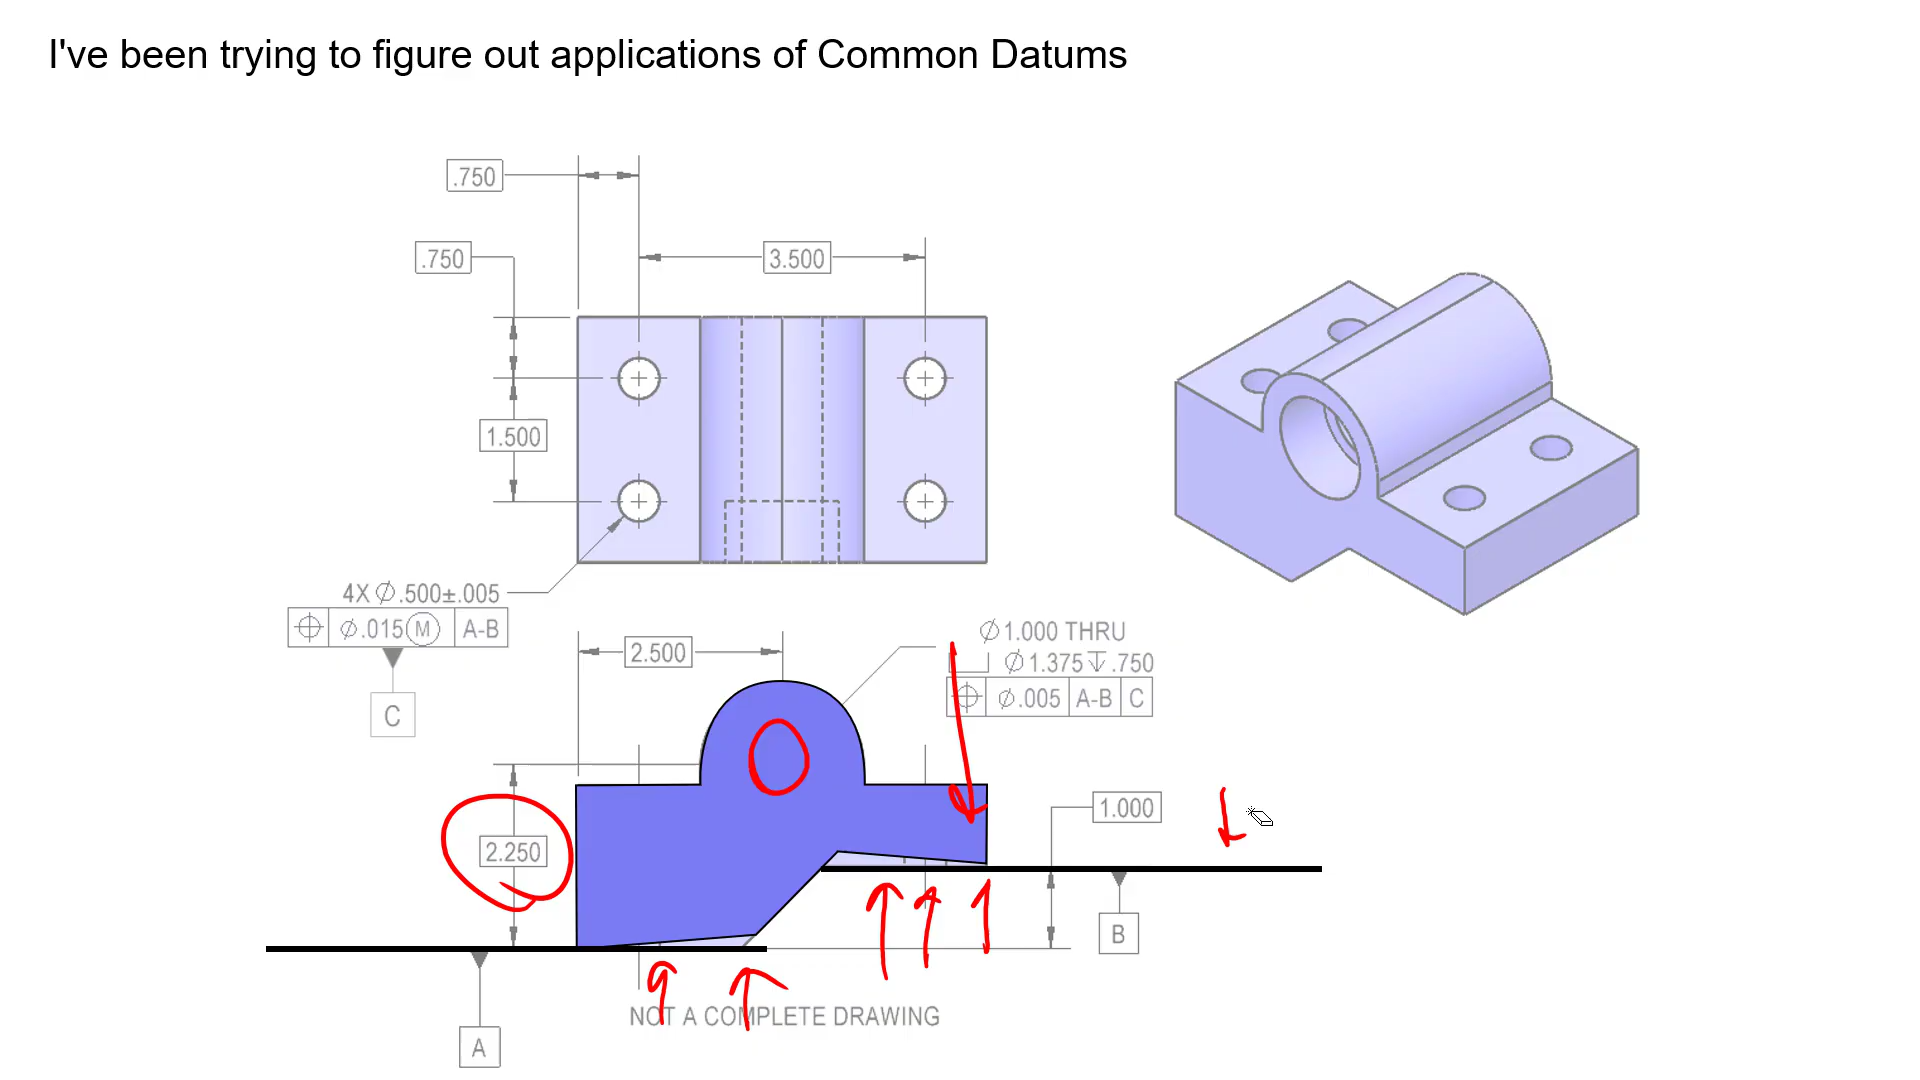 I've been trying to figure out applications of Common Datums
.750
.750
3.500
1.500
4X ⌀.500±.005
⌖ ⌀.015Ⓜ A-B
C
2.500
⌀1.000 THRU
⌴ ⌀1.375↧.750
⌖ ⌀.005 A-B C
2.250
1.000
B
NOT A COMPLETE DRAWING
A